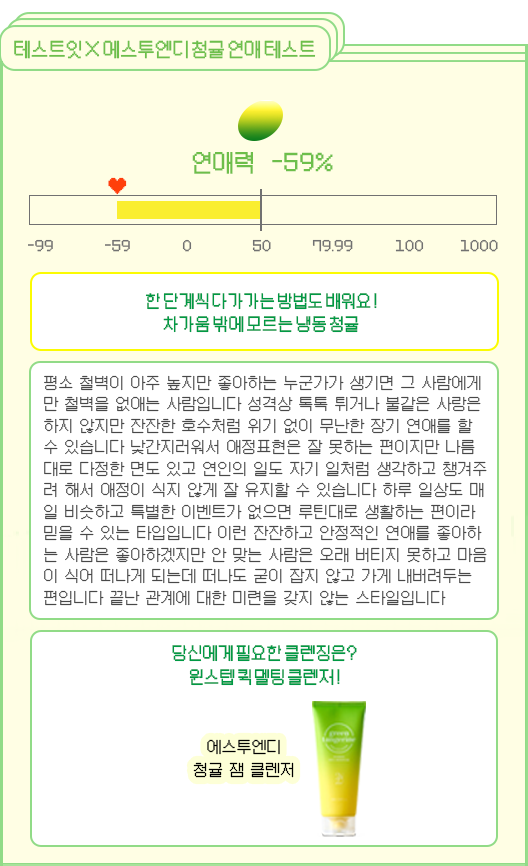 테스트잇X에스투엔디 청귤 연애 테스트
연애력 -59%
-99 -59 0 50 79.99 100 1000
한 단계씩 다가가는 방법도 배워요!
차가움 밖에 모르는 냉동 청귤
평소 철벽이 아주 높지만 좋아하는 누군가가 생기면 그 사람에게
만 철벽을 없애는 사람입니다 성격상 톡톡 튀거나 불같은 사랑은
하지 않지만 잔잔한 호수처럼 위기 없이 무난한 장기 연애를 할
수 있습니다 낯간지러워서 애정표현은 잘 못하는 편이지만 나름
대로 다정한 면도 있고 연인의 일도 자기 일처럼 생각하고 챙겨주
려 해서 애정이 식지 않게 잘 유지할 수 있습니다 하루 일상도 매
일 비슷하고 특별한 이벤트가 없으면 루틴대로 생활하는 편이라
믿을 수 있는 타입입니다 이런 잔잔하고 안정적인 연애를 좋아하
는 사람은 좋아하겠지만 안 맞는 사람은 오래 버티지 못하고 마음
이 식어 떠나게 되는데 떠나도 굳이 잡지 않고 가게 내버려두는
편입니다 끝난 관계에 대한 미련을 갖지 않는 스타일입니다
당신에게 필요한 클렌징은?
원스텝 퀵 멜팅 클렌저!
green
tangerine
에스투엔디
청귤 잼 클렌저